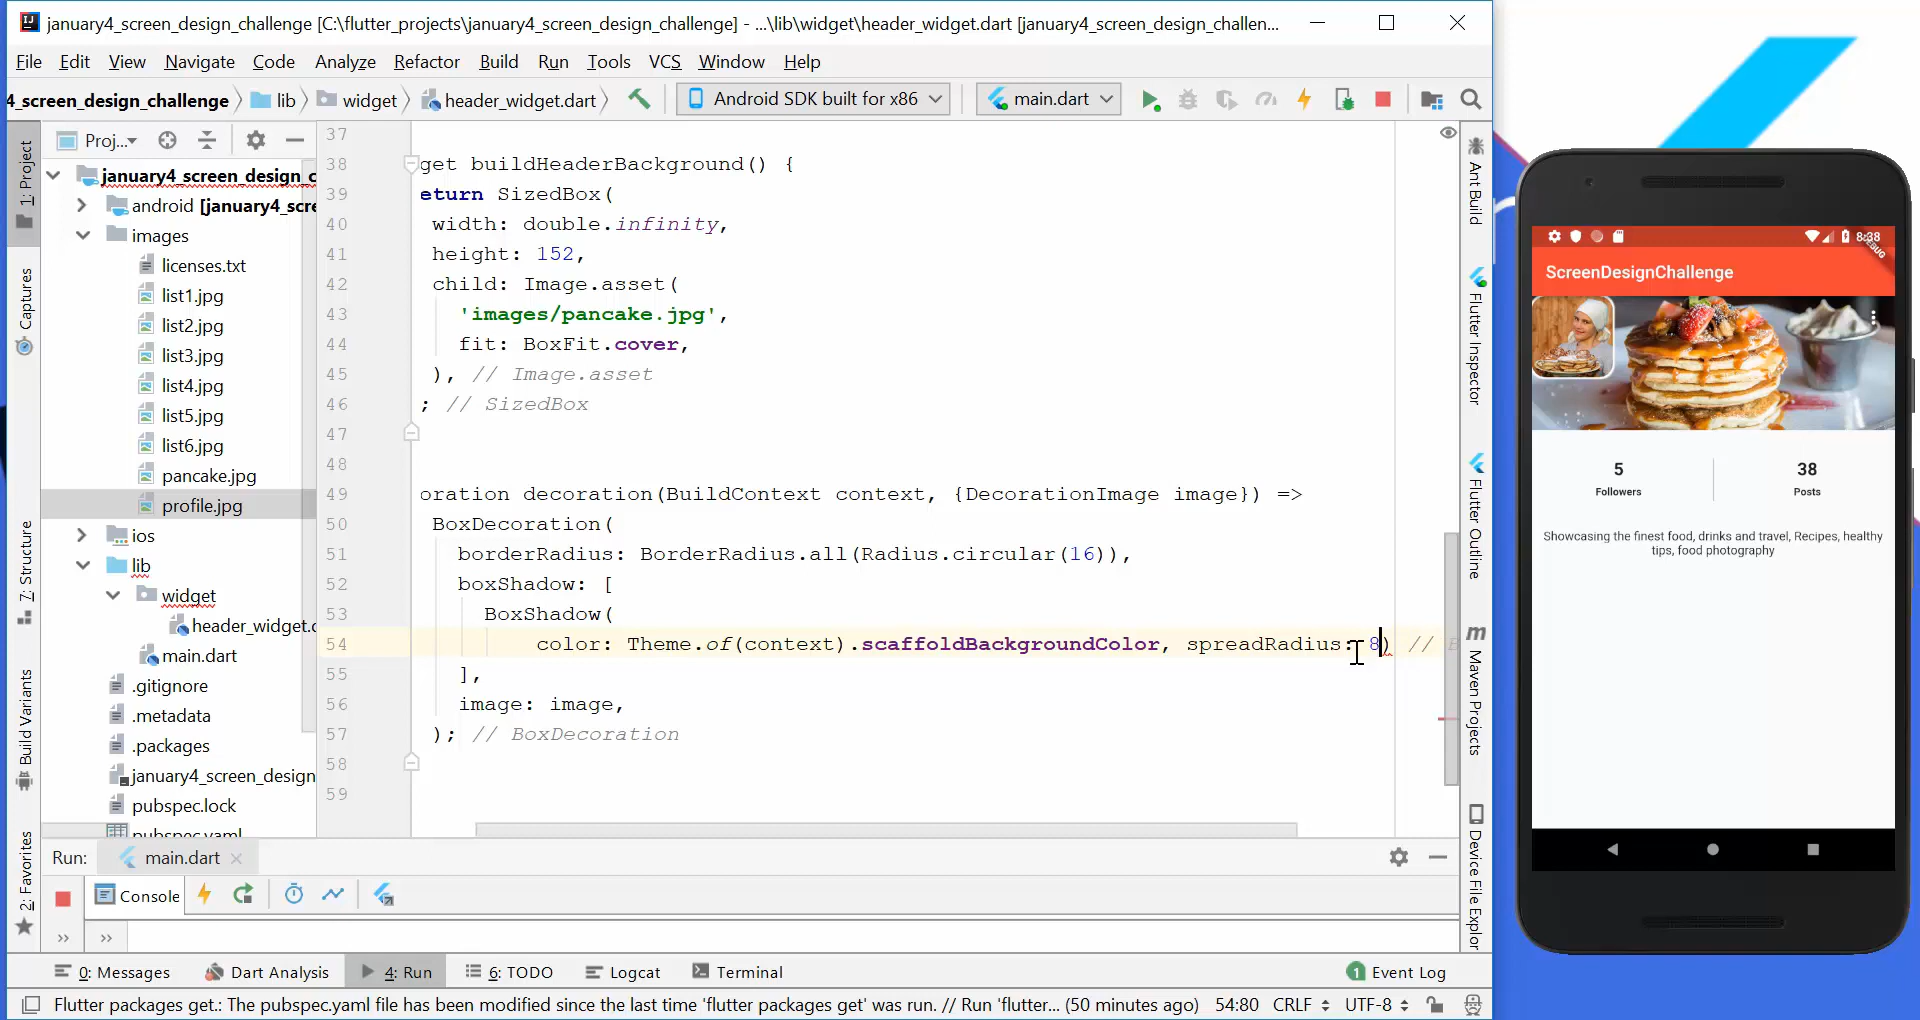 january4_screen_design_challenge [C:\flutter_projects\january4_screen_design_challenge] - ...\lib\widget\header_widget.dart [january4_screen_design_challen...
File Edit View Navigate Code Analyze Refactor Build Run Tools VCS Window Help
4_screen_design_challenge lib widget header_widget.dart Android SDK built for x86 main.dart
Proj...
1: Project
Captures
7: Structure
Build Variants
2: Favorites
january4_screen_design_c
android [january4_scre
images
licenses.txt
list1.jpg
list2.jpg
list3.jpg
list4.jpg
list5.jpg
list6.jpg
pancake.jpg
profile.jpg
ios
lib
widget
header_widget.c
main.dart
.gitignore
.metadata
.packages
january4_screen_design
pubspec.lock
pubspec.yaml
37
38 get buildHeaderBackground() {
39 eturn SizedBox(
40 width: double.infinity,
41 height: 152,
42 child: Image.asset(
43 'images/pancake.jpg',
44 fit: BoxFit.cover,
45 ), // Image.asset
46 ; // SizedBox
47
48
49 oration decoration(BuildContext context, {DecorationImage image}) =>
50 BoxDecoration(
51 borderRadius: BorderRadius.all(Radius.circular(16)),
52 boxShadow: [
53 BoxShadow(
54 color: Theme.of(context).scaffoldBackgroundColor, spreadRadius: 8) // B
55 ],
56 image: image,
57 ); // BoxDecoration
58
59
Ant Build
Flutter Inspector
Flutter Outline
m Maven Projects
Device File Explor
Run: main.dart
Console
0: Messages Dart Analysis 4: Run 6: TODO Logcat Terminal 1 Event Log
Flutter packages get.: The pubspec.yaml file has been modified since the last time 'flutter packages get' was run. // Run 'flutter... (50 minutes ago) 54:80 CRLF UTF-8
8:38
DEBUG
ScreenDesignChallenge
5 38
Followers Posts
Showcasing the finest food, drinks and travel, Recipes, healthy
tips, food photography